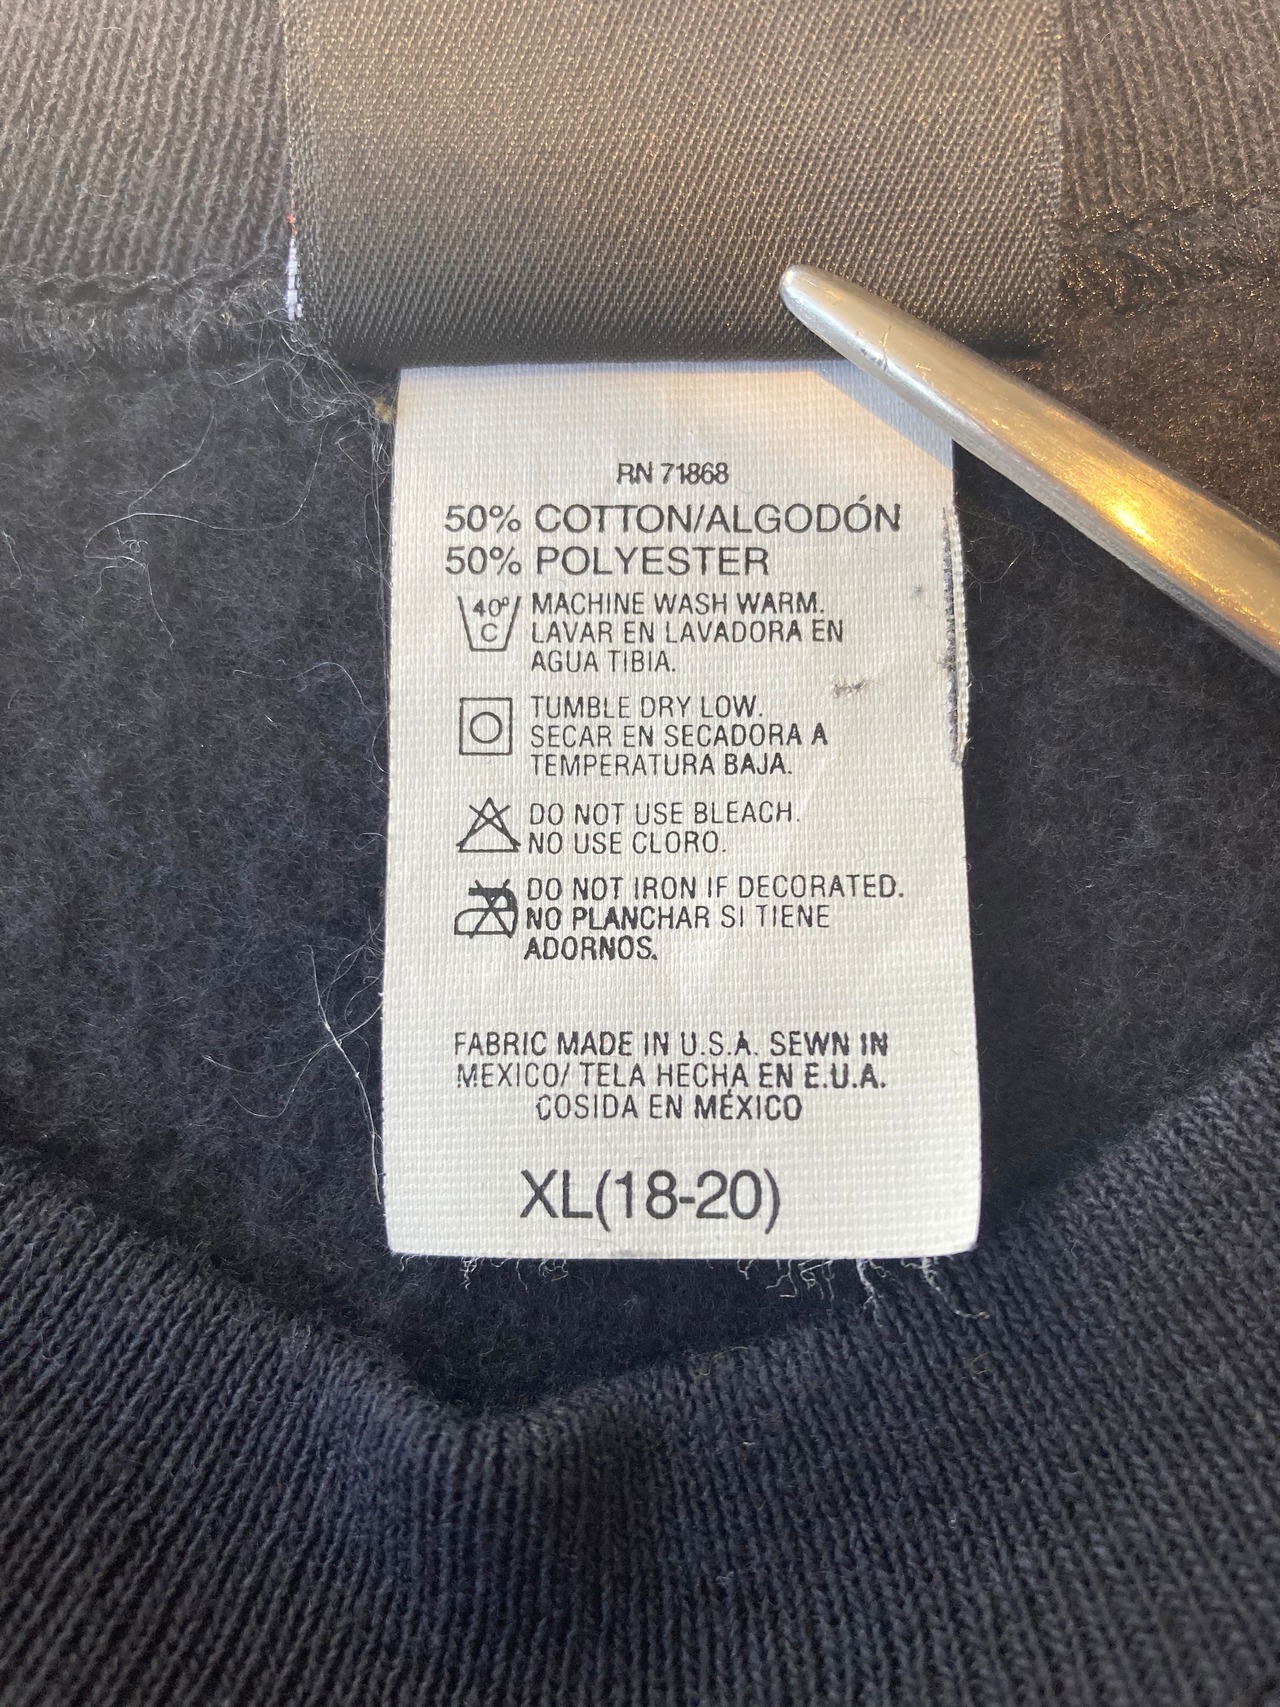 RN 71868
50% COTTON/ALGODÓN
50% POLYESTER
40° MACHINE WASH WARM.
C LAVAR EN LAVADORA EN
AGUA TIBIA.
TUMBLE DRY LOW.
SECAR EN SECADORA A
TEMPERATURA BAJA.
DO NOT USE BLEACH.
NO USE CLORO.
DO NOT IRON IF DECORATED.
NO PLANCHAR SI TIENE
ADORNOS.
FABRIC MADE IN U.S.A. SEWN IN
MEXICO/ TELA HECHA EN E.U.A.
COSIDA EN MÉXICO
XL(18-20)